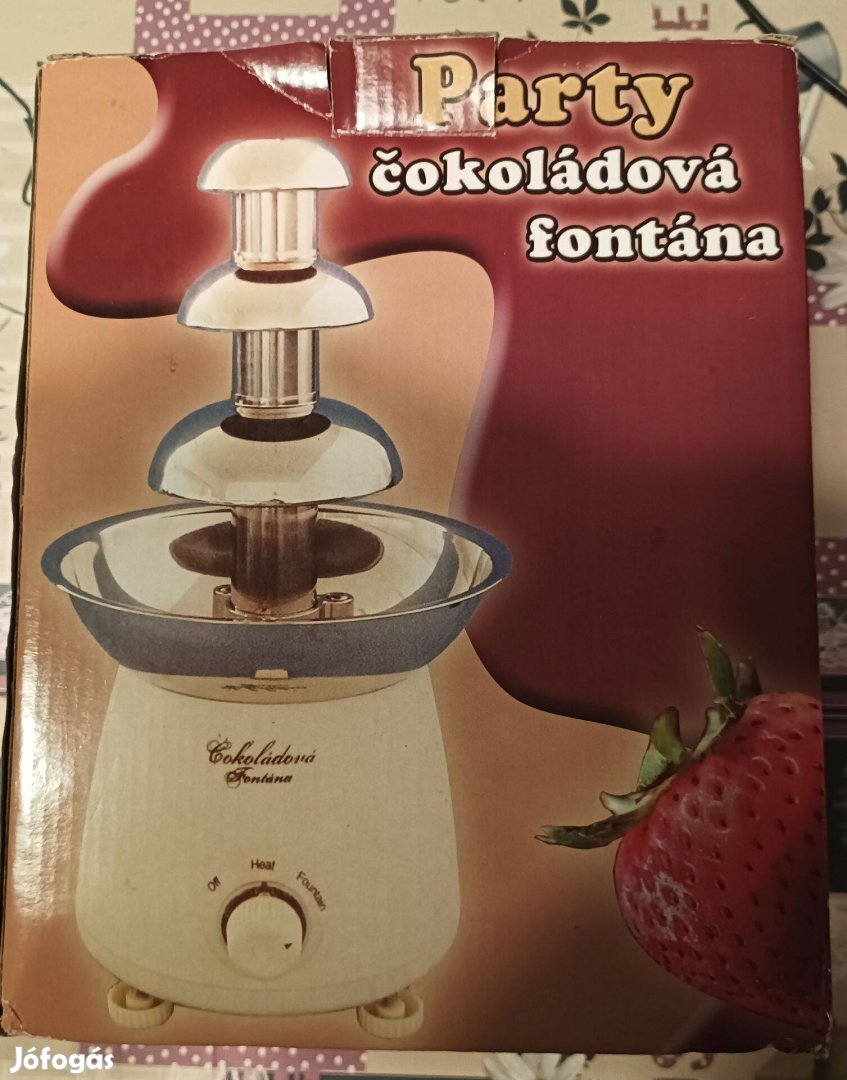 Party
čokoládová
fontána
Čokoládová
Fontána
Off
Heat
Fountain
Jófogás